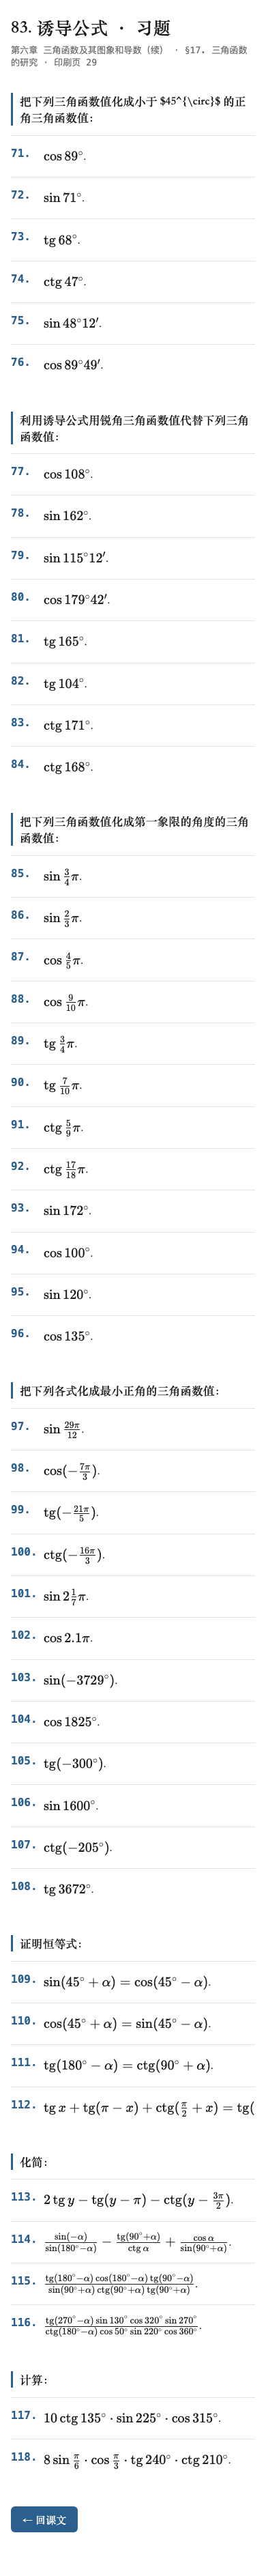 83. 诱导公式 · 习题
第六章 三角函数及其图象和导数（续） · §17. 三角函数
的研究 · 印刷页 29
把下列三角函数值化成小于 $45^{\circ}$ 的正
角三角函数值：
71. cos 89°.
72. sin 71°.
73. tg 68°.
74. ctg 47°.
75. sin 48°12′.
76. cos 89°49′.
利用诱导公式用锐角三角函数值代替下列三角
函数值：
77. cos 108°.
78. sin 162°.
79. sin 115°12′.
80. cos 179°42′.
81. tg 165°.
82. tg 104°.
83. ctg 171°.
84. ctg 168°.
把下列三角函数值化成第一象限的角度的三角
函数值：
85. sin 3/4 π.
86. sin 2/3 π.
87. cos 4/5 π.
88. cos 9/10 π.
89. tg 3/4 π.
90. tg 7/10 π.
91. ctg 5/9 π.
92. ctg 17/18 π.
93. sin 172°.
94. cos 100°.
95. sin 120°.
96. cos 135°.
把下列各式化成最小正角的三角函数值：
97. sin 29π/12.
98. cos(−7π/3).
99. tg(−21π/5).
100. ctg(−16π/3).
101. sin 2 1/7 π.
102. cos 2.1π.
103. sin(−3729°).
104. cos 1825°.
105. tg(−300°).
106. sin 1600°.
107. ctg(−205°).
108. tg 3672°.
证明恒等式：
109. sin(45° + α) = cos(45° − α).
110. cos(45° + α) = sin(45° − α).
111. tg(180° − α) = ctg(90° + α).
112. tg x + tg(π − x) + ctg(π/2 + x) = tg(
化简：
113. 2 tg y − tg(y − π) − ctg(y − 3π/2).
114. sin(−α)/sin(180°−α) − tg(90°+α)/ctg α + cos α/sin(90°+α).
115. tg(180°−α) cos(180°−α) tg(90°−α)/sin(90°+α) ctg(90°+α) tg(90°+α).
116. tg(270°−α) sin 130° cos 320° sin 270°/ctg(180°−α) cos 50° sin 220° cos 360°.
计算：
117. 10 ctg 135° · sin 225° · cos 315°.
118. 8 sin π/6 · cos π/3 · tg 240° · ctg 210°.
← 回课文